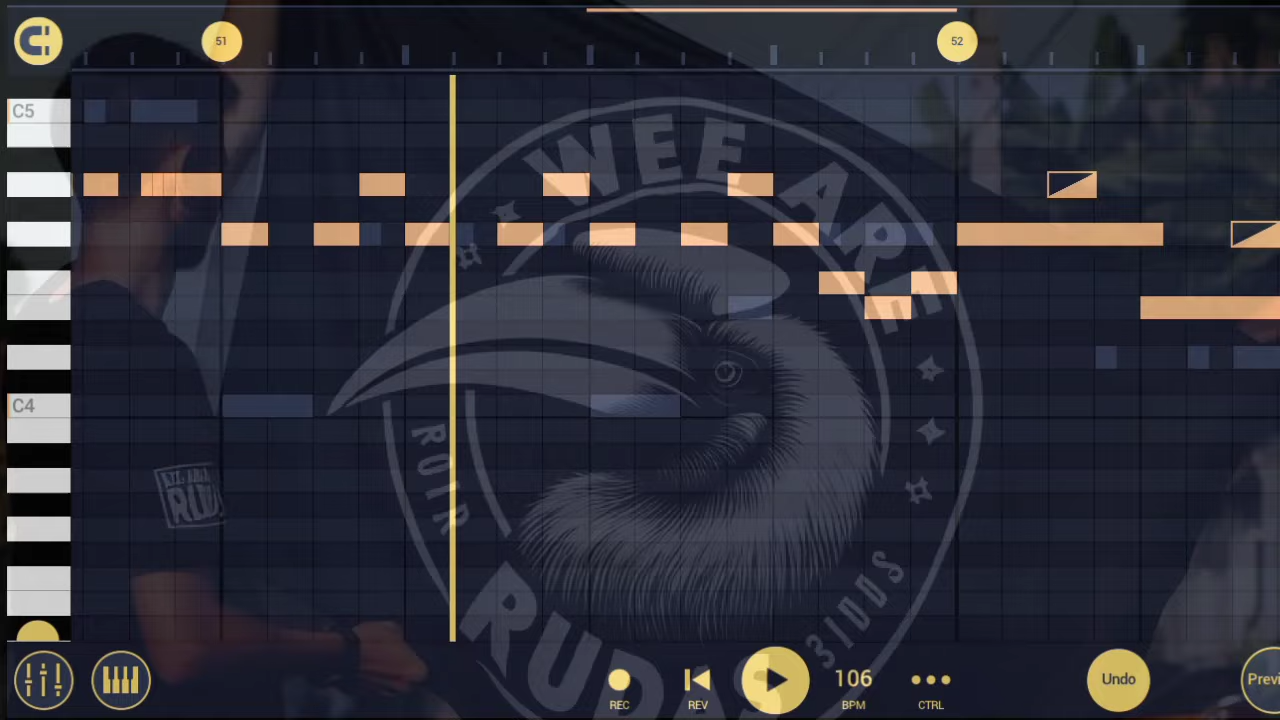 51
52
C5
C4
WEE ARE
RUDAS
REC
REV
106
BPM
CTRL
Undo
Previ